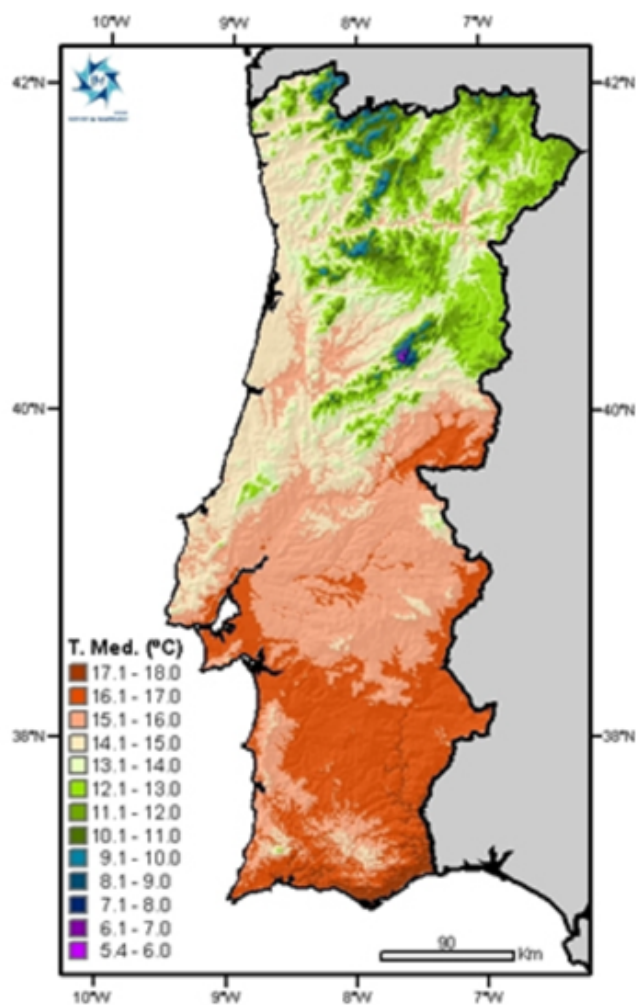 10°W 9°W 8°W 7°W
42°N 42°N
40°N 40°N
T. Med. (ºC)
17.1 - 18.0
16.1 - 17.0
15.1 - 16.0
14.1 - 15.0
13.1 - 14.0
12.1 - 13.0
11.1 - 12.0
10.1 - 11.0
9.1 - 10.0
8.1 - 9.0
7.1 - 8.0
6.1 - 7.0
5.4 - 6.0
38°N 38°N
90
Km
10°W 9°W 8°W 7°W